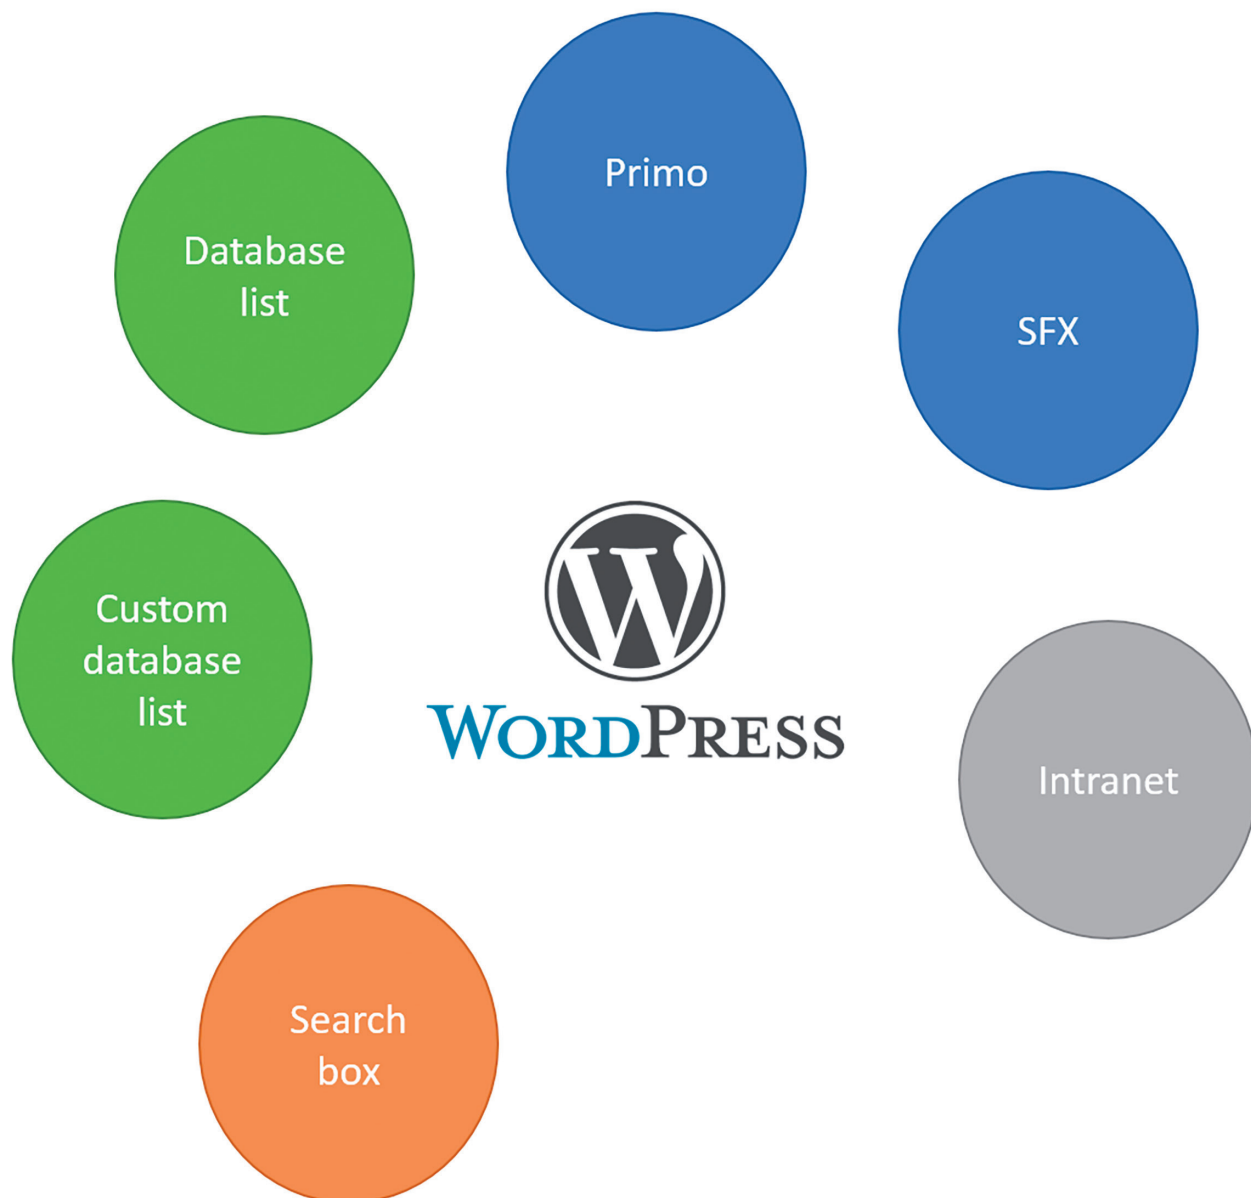 Primo
Database
list
SFX
Custom
database
list
W
WORDPRESS
Intranet
Search
box